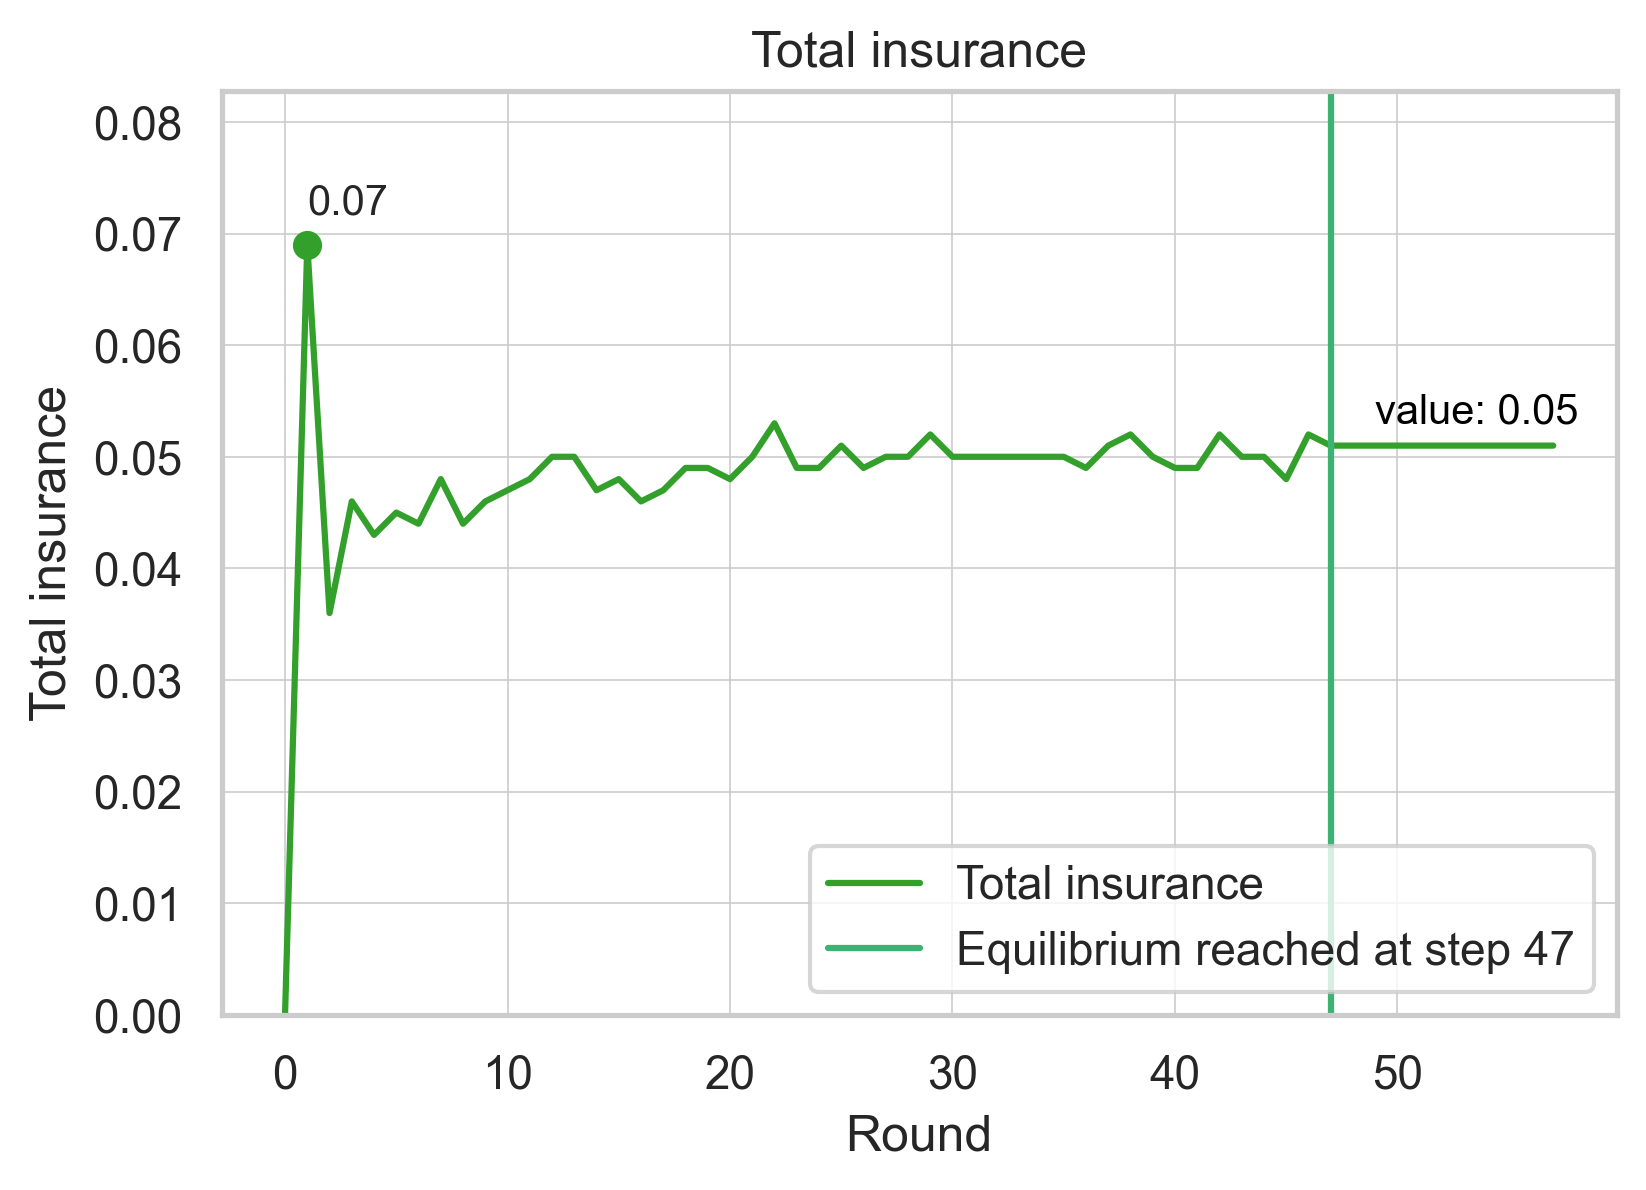 Total insurance
0.08
0.07
0.07
0.06
value: 0.05
0.05
0.04
0.03
0.02
0.01
0.00
Total insurance
Total insurance
Equilibrium reached at step 47
0 10 20 30 40 50
Round